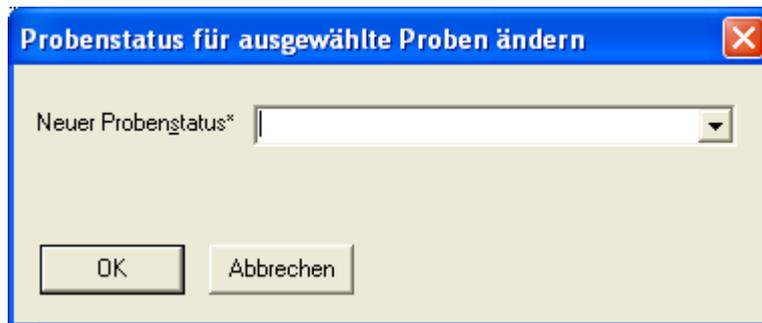 Probenstatus für ausgewählte Proben ändern
Neuer Probenstatus*
OK
Abbrechen